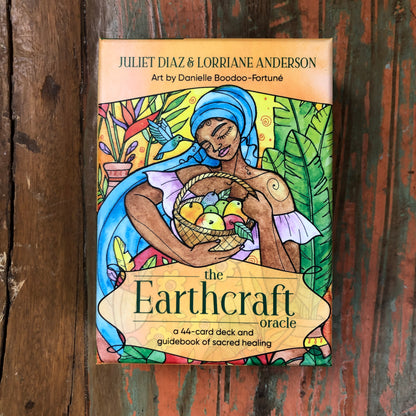 JULIET DIAZ & LORRIANE ANDERSON
Art by Danielle Boodoo-Fortuné
the
Earthcraft
oracle
a 44-card deck and
guidebook of sacred healing